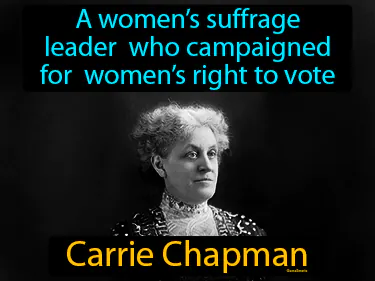 A women's suffrage
leader who campaigned
for women's right to vote
Carrie Chapman